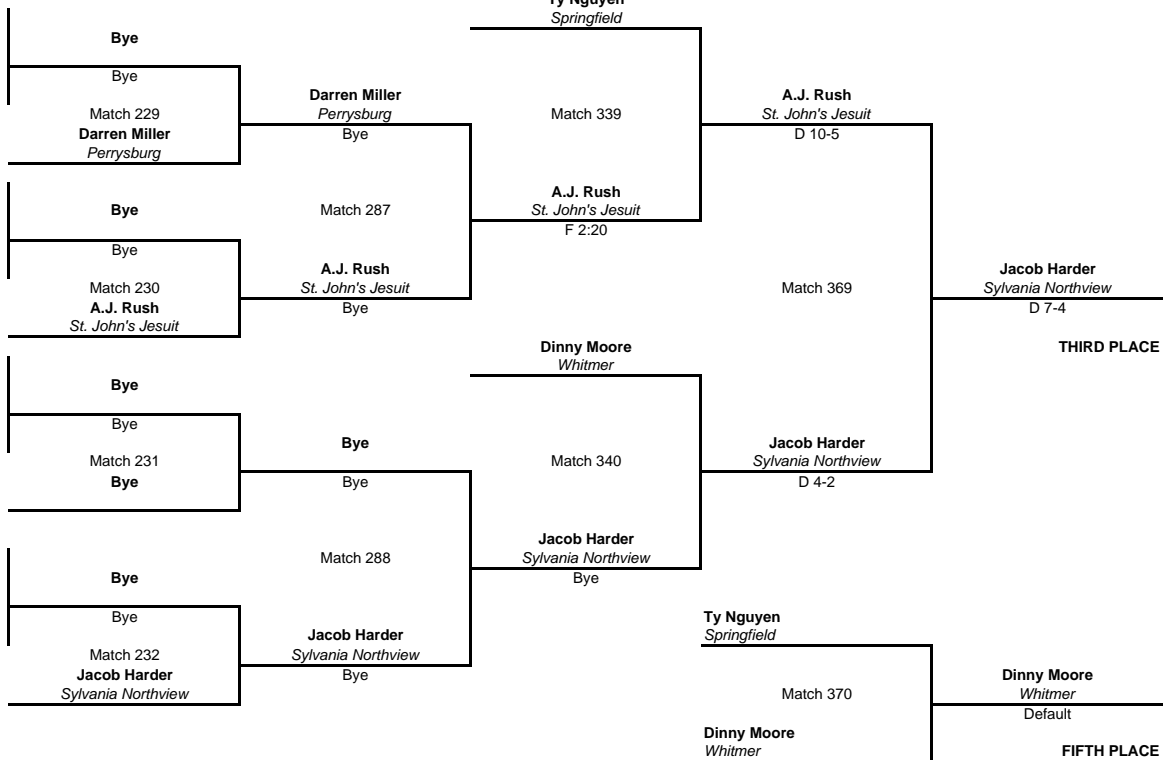 Ty Nguyen
Springfield
Bye
Bye
Match 229
Darren Miller
Perrysburg
Darren Miller
Perrysburg
Bye
Match 339
A.J. Rush
St. John's Jesuit
D 10-5
Bye
Bye
Match 230
A.J. Rush
St. John's Jesuit
Match 287
A.J. Rush
St. John's Jesuit
Bye
A.J. Rush
St. John's Jesuit
F 2:20
Match 369
Jacob Harder
Sylvania Northview
D 7-4
THIRD PLACE
Bye
Bye
Match 231
Bye
Bye
Bye
Dinny Moore
Whitmer
Match 340
Jacob Harder
Sylvania Northview
D 4-2
Bye
Bye
Match 232
Jacob Harder
Sylvania Northview
Match 288
Jacob Harder
Sylvania Northview
Bye
Jacob Harder
Sylvania Northview
Bye
Ty Nguyen
Springfield
Match 370
Dinny Moore
Whitmer
Dinny Moore
Whitmer
Default
FIFTH PLACE